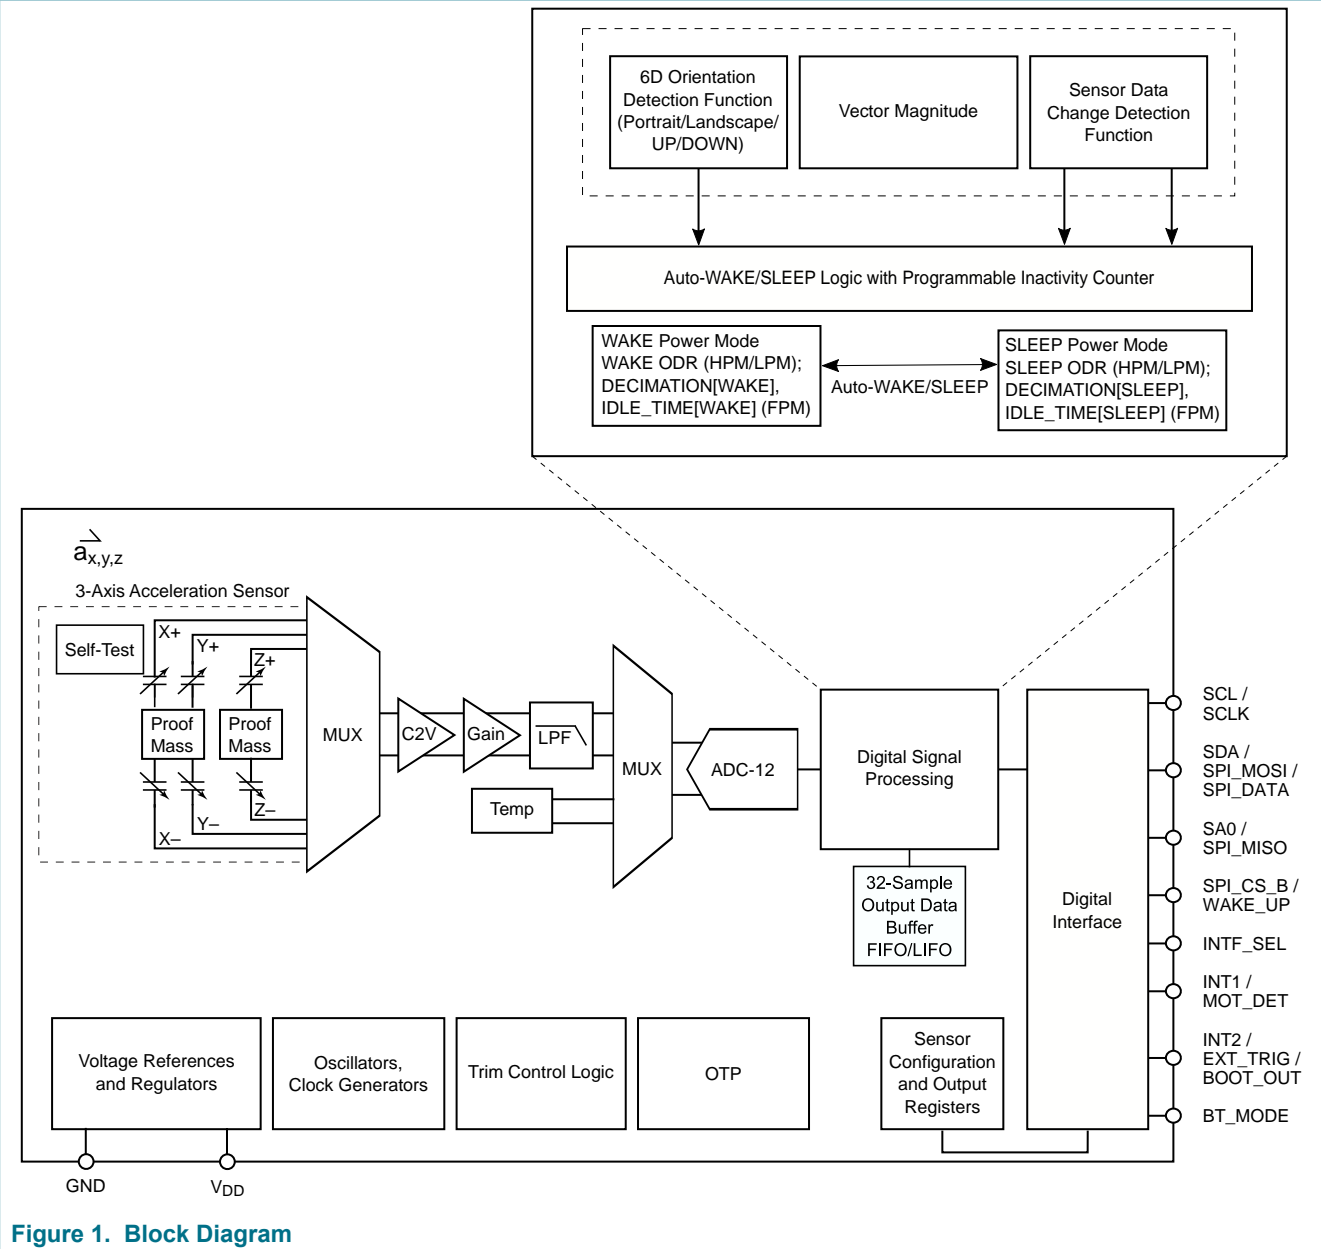 6D Orientation
Detection Function
(Portrait/Landscape/
UP/DOWN)
Vector Magnitude
Sensor Data
Change Detection
Function
Auto-WAKE/SLEEP Logic with Programmable Inactivity Counter
WAKE Power Mode
WAKE ODR (HPM/LPM);
DECIMATION[WAKE],
IDLE_TIME[WAKE] (FPM)
Auto-WAKE/SLEEP
SLEEP Power Mode
SLEEP ODR (HPM/LPM);
DECIMATION[SLEEP],
IDLE_TIME[SLEEP] (FPM)
a x,y,z
3-Axis Acceleration Sensor
Self-Test
X+
Y+
Z+
Proof
Mass
Proof
Mass
X–
Y–
Z–
MUX
C2V
Gain
LPF
Temp
MUX
ADC-12
Digital Signal
Processing
32-Sample
Output Data
Buffer
FIFO/LIFO
Digital
Interface
SCL /
SCLK
SDA /
SPI_MOSI /
SPI_DATA
SA0 /
SPI_MISO
SPI_CS_B /
WAKE_UP
INTF_SEL
INT1 /
MOT_DET
INT2 /
EXT_TRIG /
BOOT_OUT
BT_MODE
Voltage References
and Regulators
Oscillators,
Clock Generators
Trim Control Logic
OTP
Sensor
Configuration
and Output
Registers
GND
VDD
Figure 1. Block Diagram